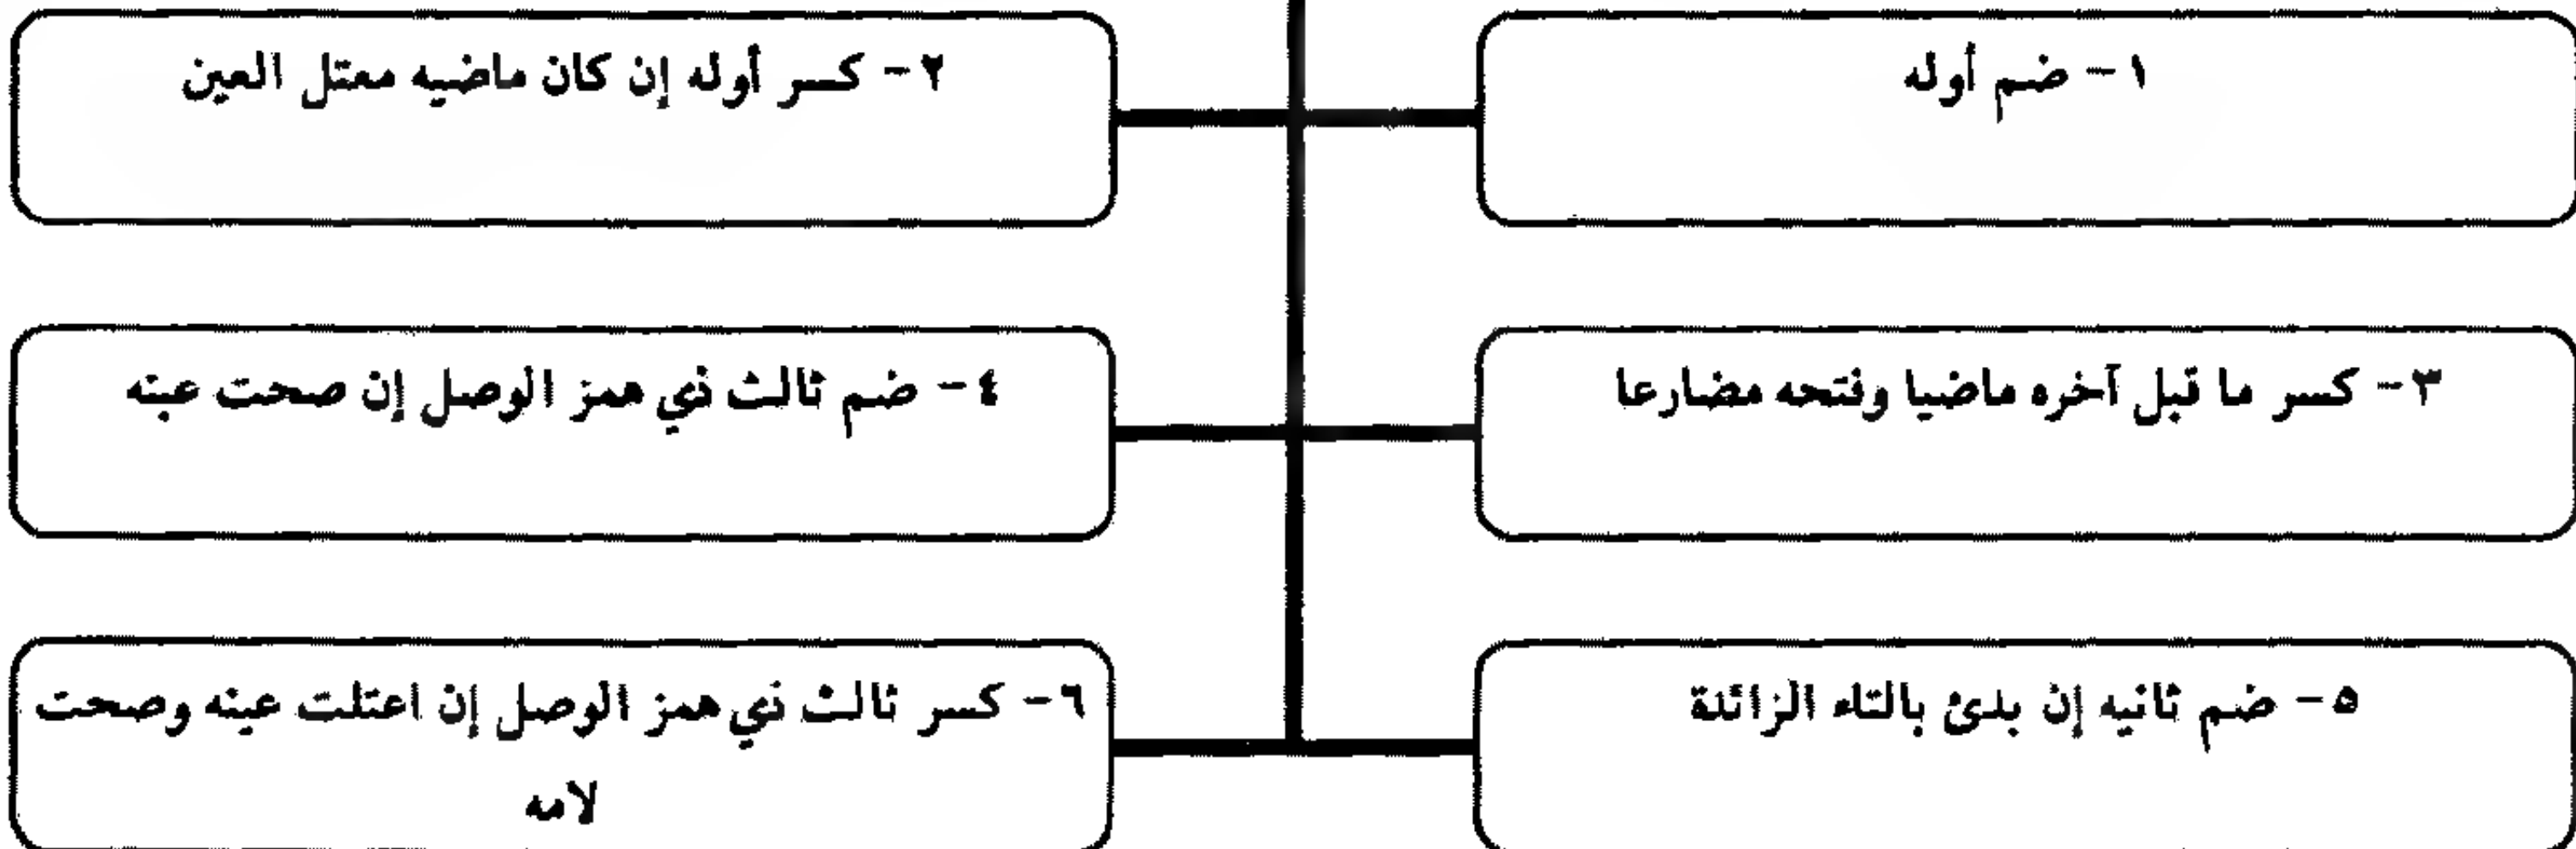 ١- ضم أوله
٢- كسر أوله إن كان ماضيه معتل العين
٣- كسر ما قبل آخره ماضيا وفتحه مضارعا
٤- ضم ثالث ذي همز الوصل إن صحت عينه
٥- ضم ثانيه إن بدئ بالتاء الزائدة
٦- كسر ثالث ذي همز الوصل إن اعتلت عينه وصحت
لامه